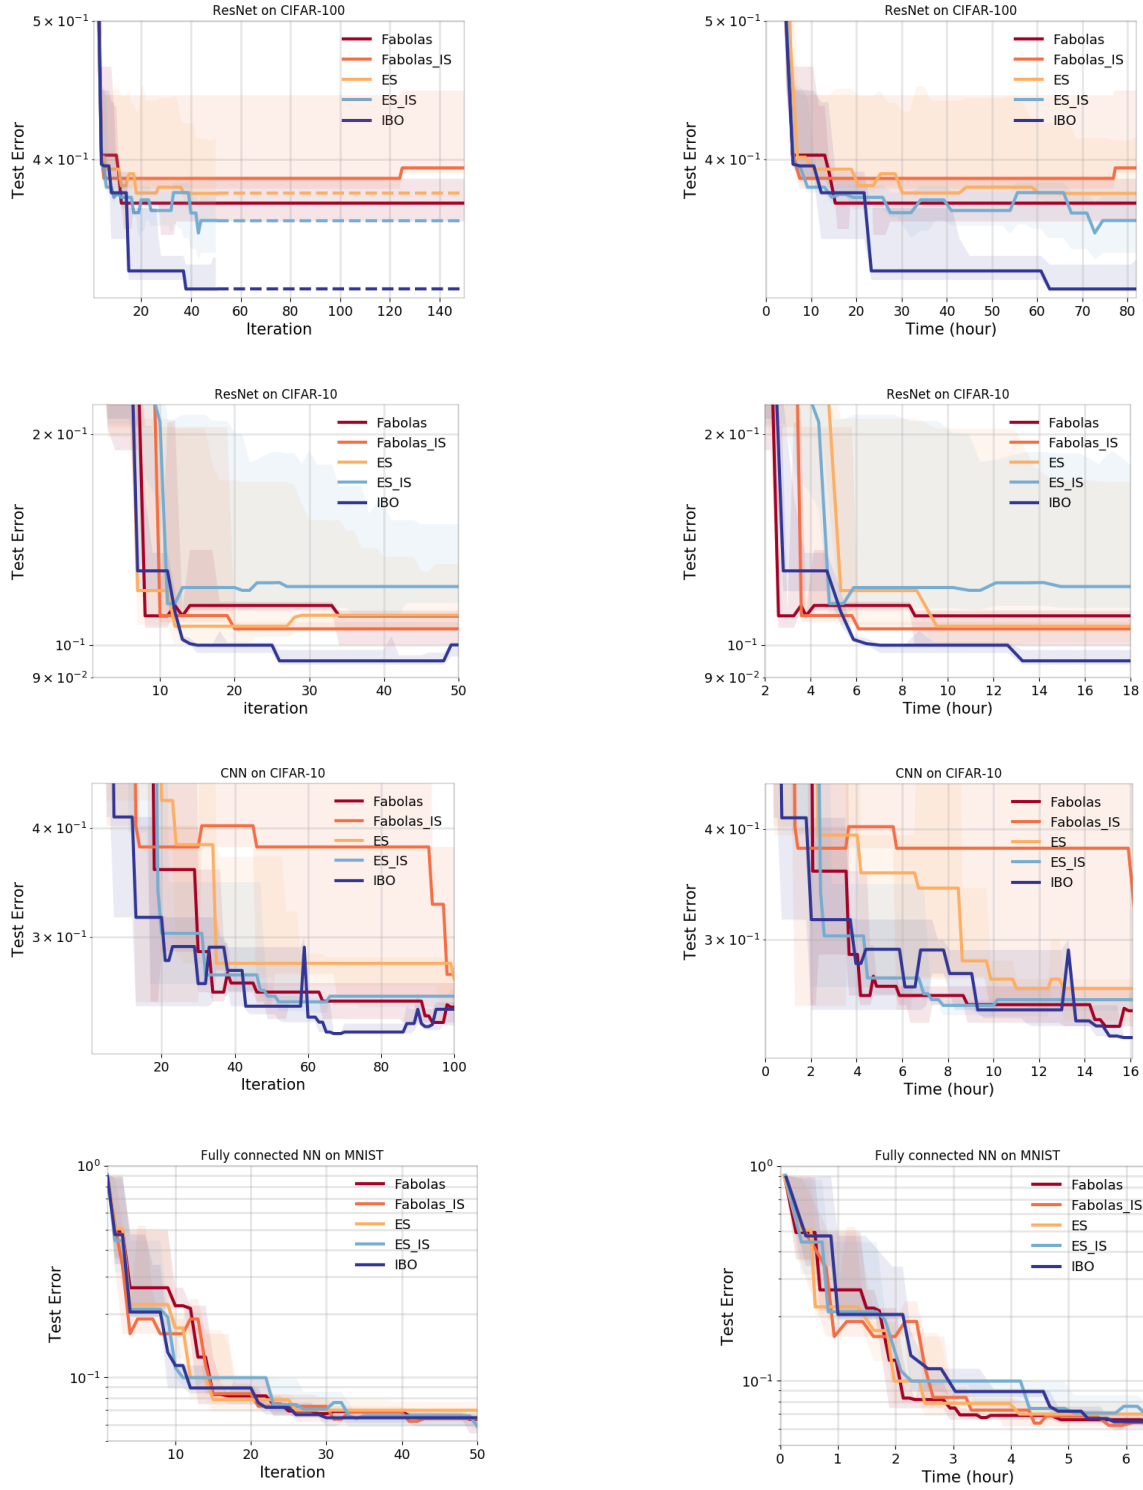 ResNet on CIFAR-100
5 × 10⁻¹
4 × 10⁻¹
Test Error
Fabolas
Fabolas_IS
ES
ES_IS
IBO
20 40 60 80 100 120 140
Iteration
ResNet on CIFAR-100
5 × 10⁻¹
4 × 10⁻¹
Test Error
Fabolas
Fabolas_IS
ES
ES_IS
IBO
0 10 20 30 40 50 60 70 80
Time (hour)
ResNet on CIFAR-10
2 × 10⁻¹
10⁻¹
9 × 10⁻²
Test Error
Fabolas
Fabolas_IS
ES
ES_IS
IBO
10 20 30 40 50
iteration
ResNet on CIFAR-10
2 × 10⁻¹
10⁻¹
9 × 10⁻²
Test Error
Fabolas
Fabolas_IS
ES
ES_IS
IBO
2 4 6 8 10 12 14 16 18
Time (hour)
CNN on CIFAR-10
4 × 10⁻¹
3 × 10⁻¹
Test Error
Fabolas
Fabolas_IS
ES
ES_IS
IBO
20 40 60 80 100
Iteration
CNN on CIFAR-10
4 × 10⁻¹
3 × 10⁻¹
Test Error
Fabolas
Fabolas_IS
ES
ES_IS
IBO
0 2 4 6 8 10 12 14 16
Time (hour)
Fully connected NN on MNIST
10⁰
10⁻¹
Test Error
Fabolas
Fabolas_IS
ES
ES_IS
IBO
10 20 30 40 50
Iteration
Fully connected NN on MNIST
10⁰
10⁻¹
Test Error
Fabolas
Fabolas_IS
ES
ES_IS
IBO
0 1 2 3 4 5 6
Time (hour)